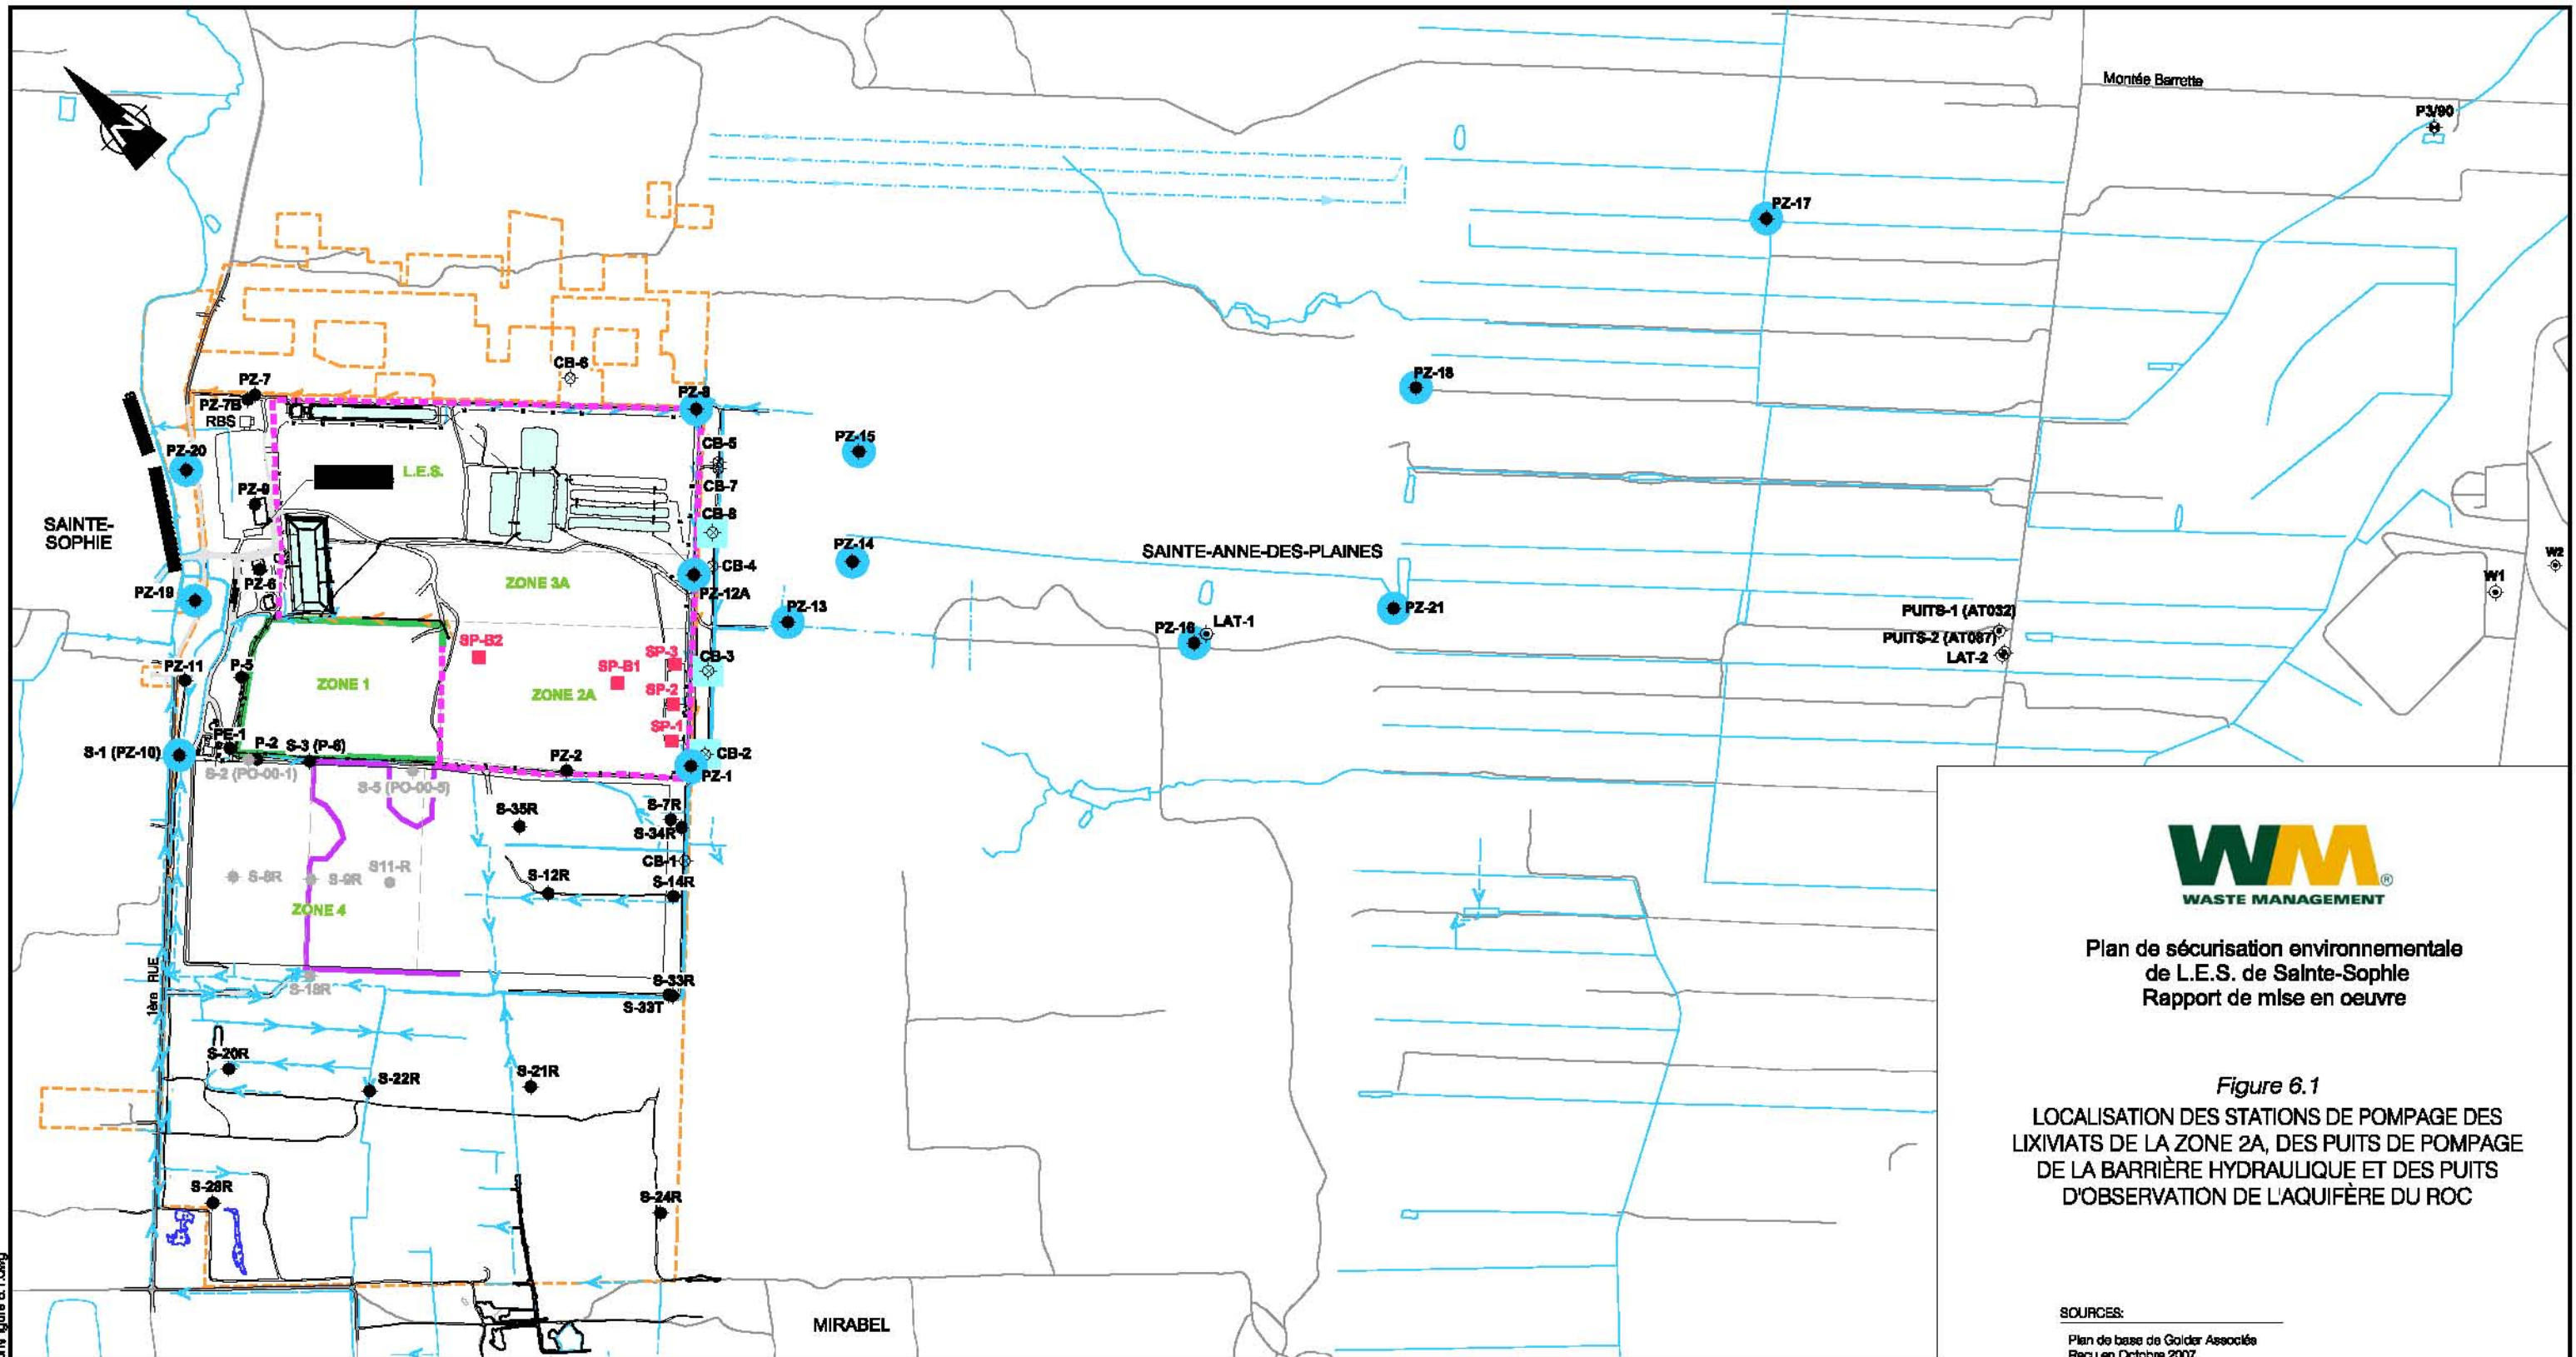 Montée Barrette
P3/90
PZ-17
CB-6
PZ-7
PZ-18
PZ-7B
RBS
CB-5
PZ-15
PZ-20
L.E.S.
CB-7
PZ-9
CB-8
SAINTE-
SOPHIE
PZ-14
SAINTE-ANNE-DES-PLAINES
W2
CB-4
ZONE 3A
PZ-6
W1
PZ-19
PZ-12A
PZ-13
PZ-21
PUITS-1 (AT032)
LAT-1
PZ-16
SP-B2
PUITS-2 (AT087)
LAT-2
SP-3
CB-3
PZ-11
P-5
SP-B1
ZONE 1
ZONE 2A
SP-2
SP-1
PE-1
P-2
S-3 (P-6)
S-1 (PZ-10)
PZ-2
CB-2
S-2 (PO-00-1)
PZ-1
S-5 (PO-00-5)
S-35R
S-7R
S-34R
CB-1
S-8R
S-9R
S11-R
S-12R
S-14R
ZONE 4
1ère RUE
S-18R
S-33R
S-33T
S-20R
S-22R
S-21R
S-28R
S-24R
MIRABEL
WM
®
WASTE MANAGEMENT
Plan de sécurisation environnementale
de L.E.S. de Sainte-Sophie
Rapport de mise en oeuvre
Figure 6.1
LOCALISATION DES STATIONS DE POMPAGE DES
LIXIVIATS DE LA ZONE 2A, DES PUITS DE POMPAGE
DE LA BARRIÈRE HYDRAULIQUE ET DES PUITS
D'OBSERVATION DE L'AQUIFÈRE DU ROC
SOURCES:
Plan de base de Golder Associés
Reçu en Octobre 2007